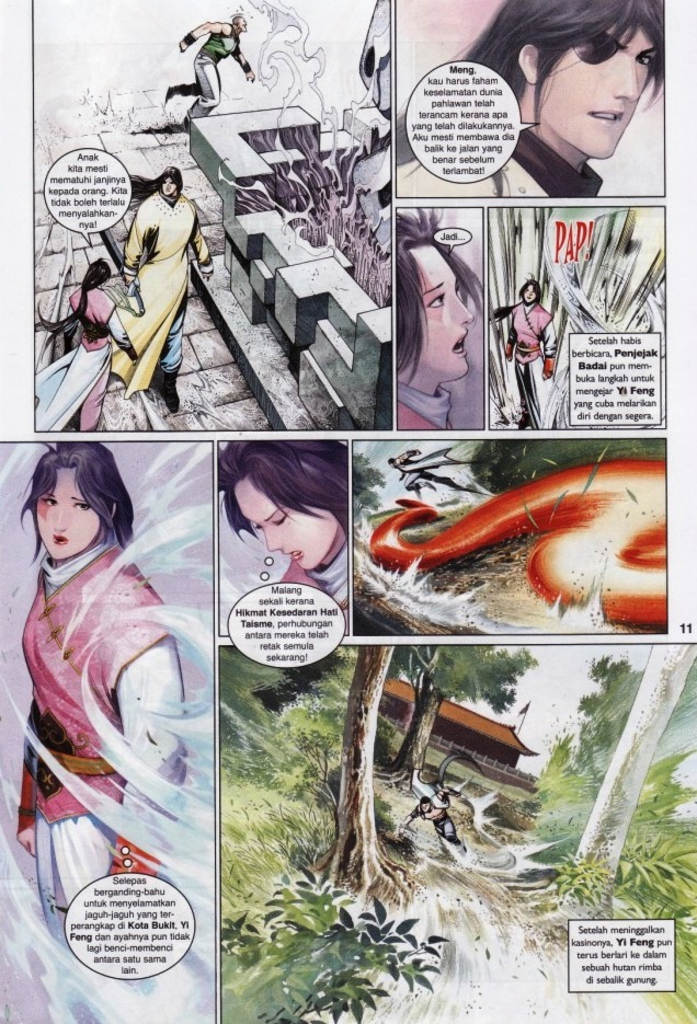 Anak
kita mesti
mematuhi janjinya
kepada orang. Kita
tidak boleh terlalu
menyalahkan-
nya!
Meng,
kau harus faham
keselamatan dunia
pahlawan telah
terancam kerana apa
yang telah dilakukannya.
Aku mesti membawa dia
balik ke jalan yang
benar sebelum
terlambat!
Jadi...
PAP!
Setelah habis
berbicara, Penjejak
Badai pun mem-
buka langkah untuk
mengejar Yi Feng
yang cuba melarikan
diri dengan segera.
Selepas
berganding-bahu
untuk menyelamatkan
jaguh-jaguh yang ter-
perangkap di Kota Bukit, Yi
Feng dan ayahnya pun tidak
lagi benci-membenci
antara satu sama
lain.
Malang
sekali kerana
Hikmat Kesedaran Hati
Taisme, perhubungan
antara mereka telah
retak semula
sekarang!
11
Setelah meninggalkan
kasinonya, Yi Feng pun
terus berlari ke dalam
sebuah hutan rimba
di sebalik gunung.